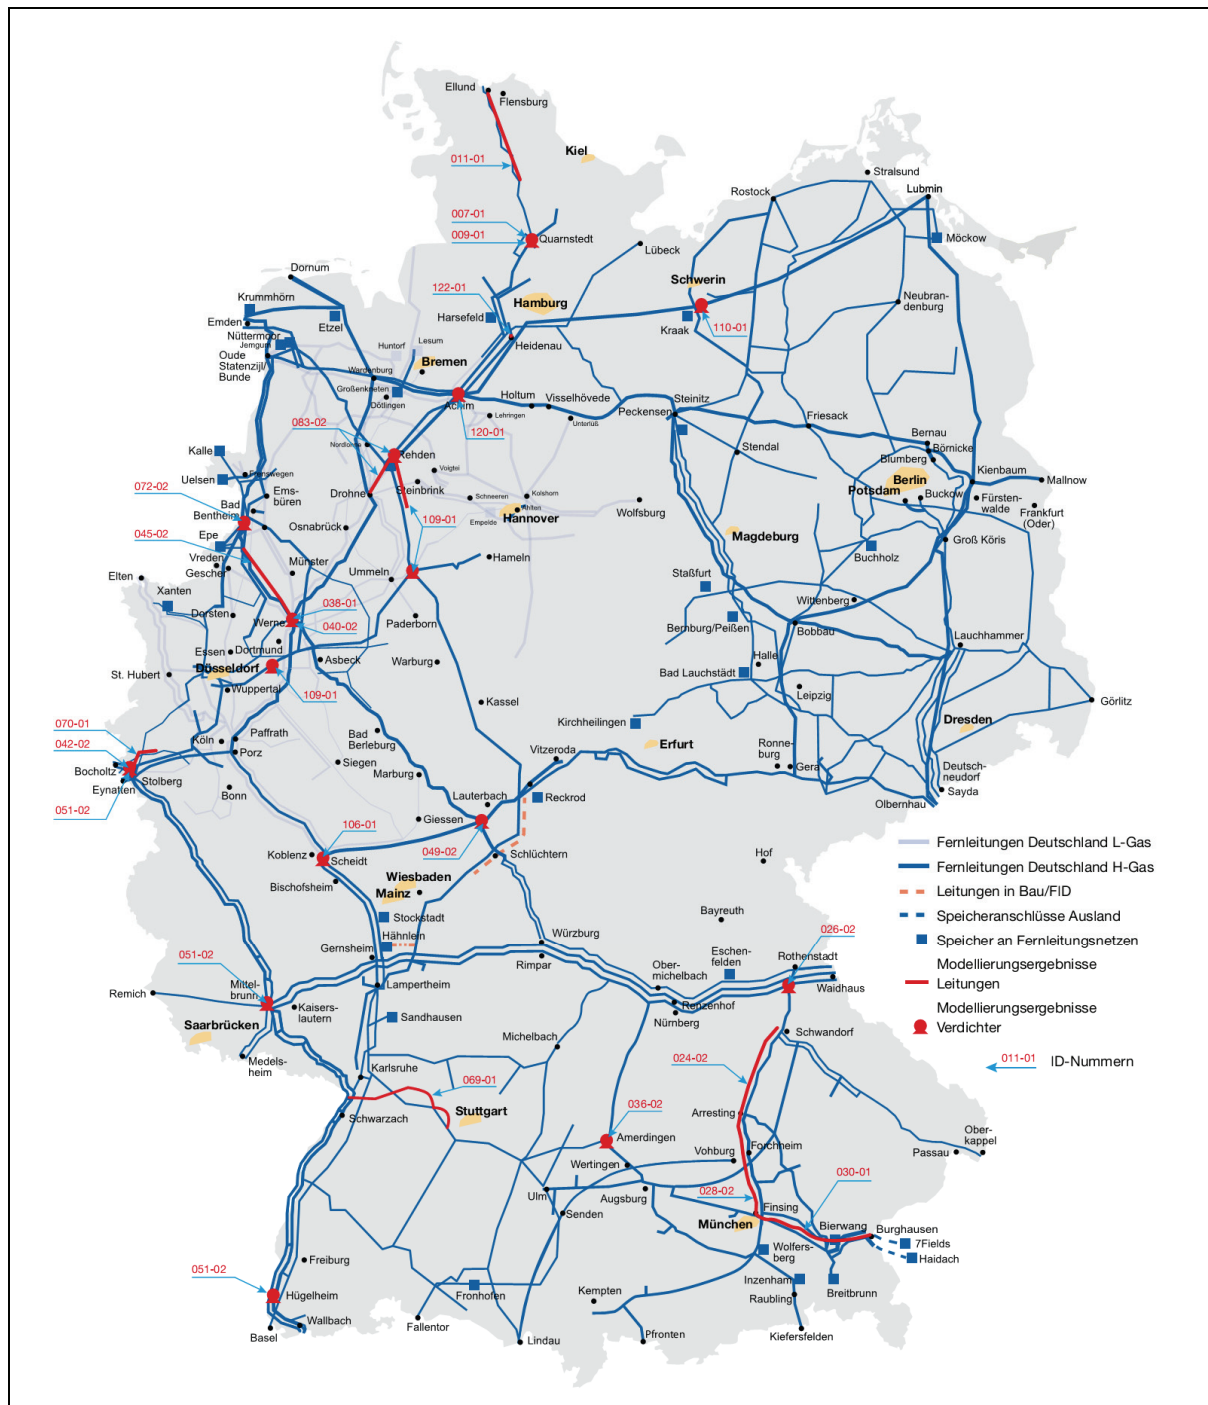 Ellund
Flensburg
Kiel
011-01
Stralsund
Rostock
Lubmin
007-01
009-01
Quarnstedt
Möckow
Lübeck
Dornum
Schwerin
122-01
Krummhörn
Hamburg
Neubran-
denburg
Harsefeld
Emden
Etzel
Kraak
110-01
Nüttermoor
Jemgum
Huntorf
Lesum
Heidenau
Oude
Statenzijl/
Bunde
Bremen
Wardenburg
Großenkneten
Dötlingen
Achim
Holtum
Visselhövede
Steinitz
Peckensen
Lehringen
Unterlüß
Friesack
083-02
120-01
Bernau
Börnicke
Nordlohne
Kalle
Rehden
Stendal
Blumberg
Kienbaum
Voigtei
Frenswegen
Uelsen
Berlin
Mallnow
072-02
Ems-
büren
Drohne
Steinbrink
Schneeren
Kolshorn
Potsdam
Buckow
Fürsten-
walde
Frankfurt
(Oder)
Bad
Bentheim
Ahlten
Wolfsburg
Empelde
Hannover
Osnabrück
045-02
109-01
Magdeburg
Epe
Groß Köris
Vreden
Münster
Hameln
Buchholz
Gescher
Elten
Ummeln
Staßfurt
Xanten
038-01
Wittenberg
Dorsten
Werne
040-02
Paderborn
Bernburg/Peißen
Bobbau
Lauchhammer
Essen
Dortmund
Düsseldorf
Asbeck
Warburg
Halle
St. Hubert
Bad Lauchstädt
Wuppertal
109-01
Leipzig
Kassel
Görlitz
070-01
Kirchheilingen
Dresden
Paffrath
Bad
Berleburg
042-02
Köln
Porz
Vitzeroda
Erfurt
Ronne-
burg
Siegen
Bocholtz
Marburg
Gera
Deutsch-
neudorf
Stolberg
Eynatten
Sayda
Bonn
Lauterbach
Reckrod
Olbernhau
051-02
Giessen
106-01
Fernleitungen Deutschland L-Gas
049-02
Koblenz
Scheidt
Schlüchtern
Hof
Fernleitungen Deutschland H-Gas
Wiesbaden
Bischofsheim
Mainz
Leitungen in Bau/FID
Stockstadt
Bayreuth
Speicheranschlüsse Ausland
Hähnlein
Würzburg
026-02
Speicher an Fernleitungsnetzen
Gernsheim
Eschen-
felden
051-02
Rimpar
Rothenstadt
Modellierungsergebnisse
Leitungen
Ober-
michelbach
Mittel-
brunn
Remich
Lampertheim
Waidhaus
Kaisers-
lautern
Renzenhof
Modellierungsergebnisse
Verdichter
Nürnberg
Sandhausen
Saarbrücken
Schwandorf
Michelbach
Medels-
heim
024-02
011-01
ID-Nummern
Karlsruhe
069-01
036-02
Stuttgart
Arresting
Schwarzach
Ober-
kappel
Amerdingen
Forchheim
Vohburg
Passau
Wertingen
030-01
028-02
Ulm
Augsburg
Finsing
Senden
München
Bierwang
Burghausen
7Fields
Wolfers-
berg
Haidach
Freiburg
051-02
Inzenham
Fronhofen
Hügelheim
Kempten
Raubling
Breitbrunn
Wallbach
Fallentor
Basel
Lindau
Pfronten
Kiefersfelden